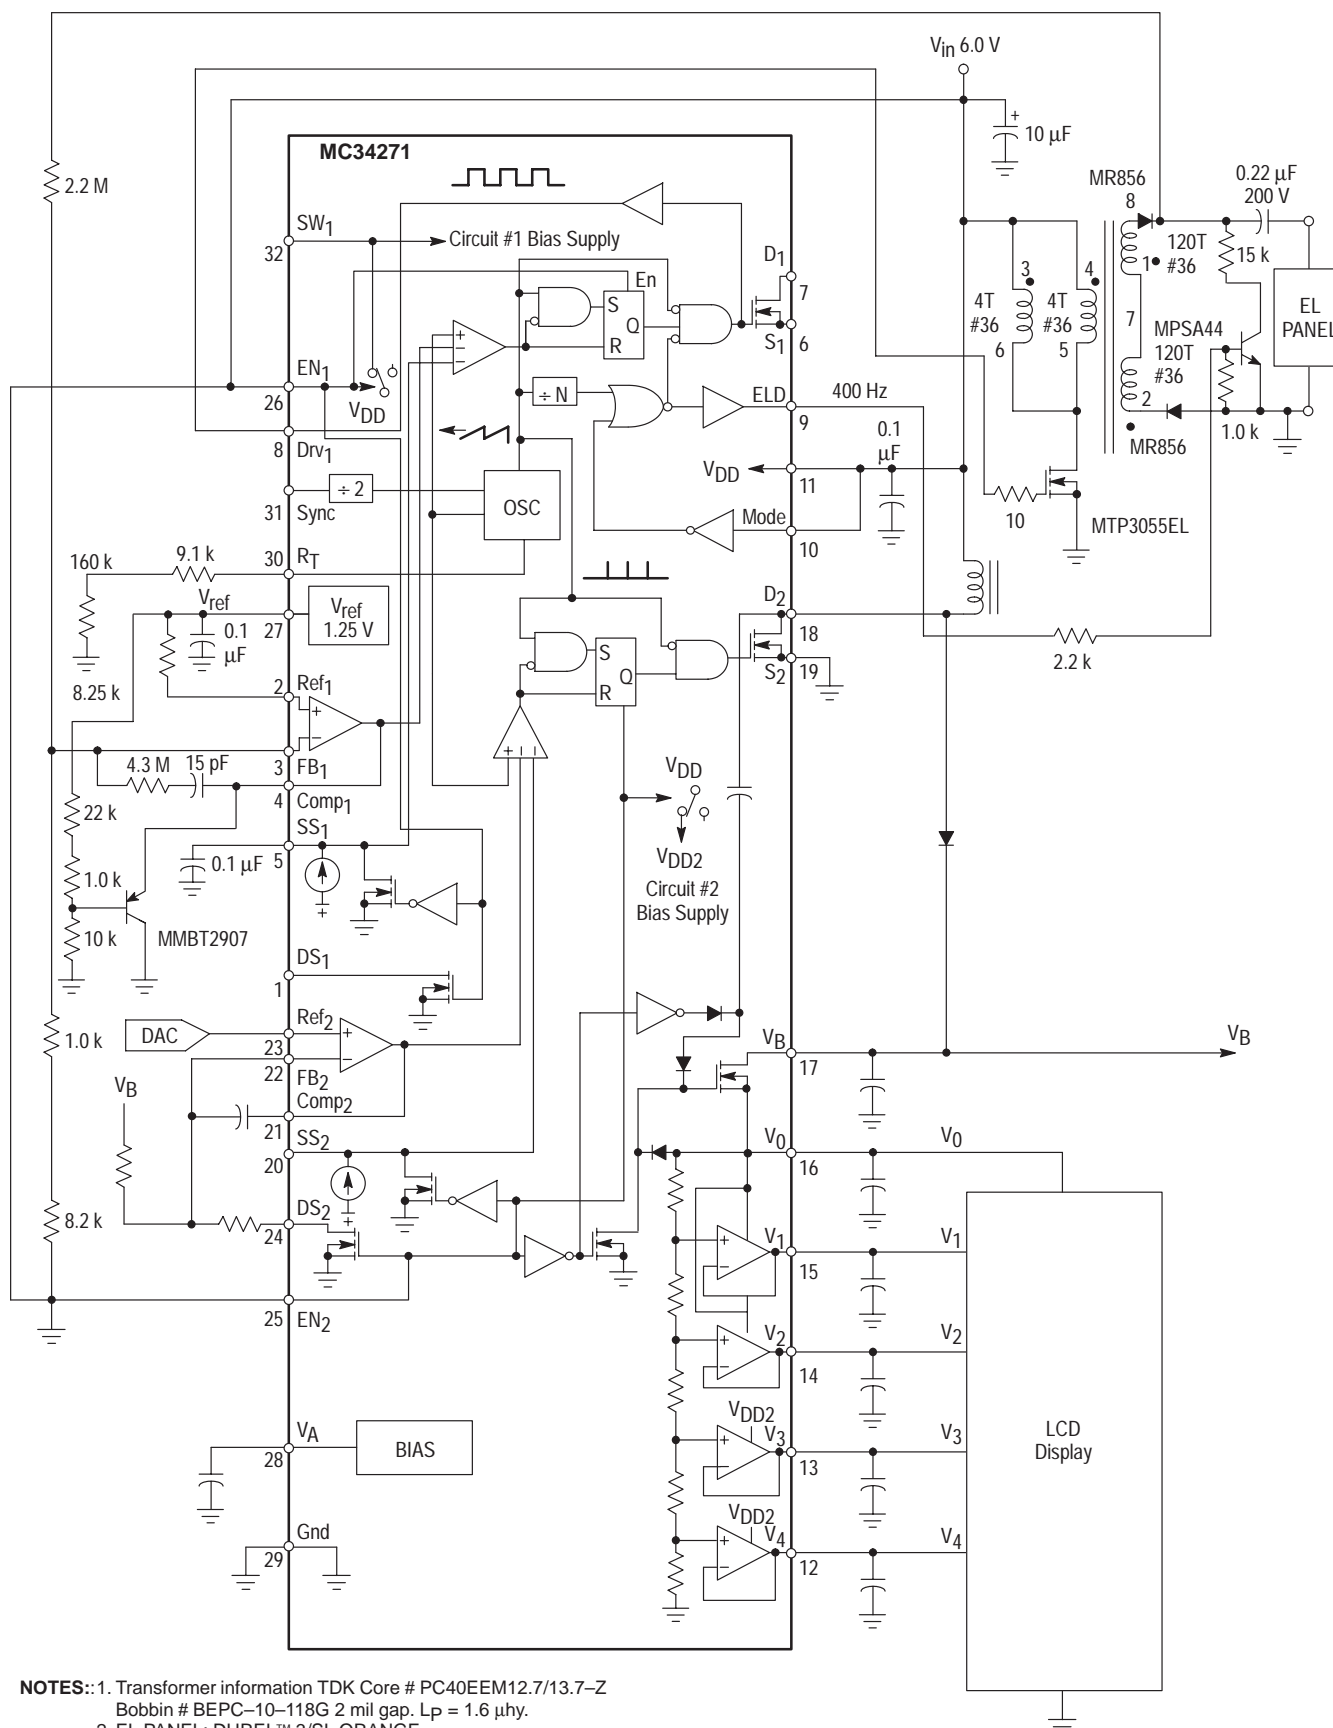 Vin 6.0 V
+
10 µF
MC34271
2.2 M
MR856
8
0.22 µF
200 V
SW1
32
Circuit #1 Bias Supply
D1
7
120T
#36
1
15 k
En
S
Q
R
S1
6
3
4T
#36
6
4
4T
#36
5
7
EL
PANEL
MPSA44
120T
#36
2
+
–
–
EN1
26
VDD
÷ N
ELD
9
400 Hz
1.0 k
MR856
8
Drv1
0.1
µF
VDD
11
÷ 2
OSC
31
Sync
Mode
10
10
MTP3055EL
160 k
9.1 k
30
RT
Vref
27
Vref
1.25 V
0.1
µF
D2
18
S
Q
R
S2
19
2.2 k
8.25 k
2
Ref1
+
–
+ – –
4.3 M
15 pF
3
FB1
4
Comp1
VDD
22 k
SS1
5
0.1 µF
VDD2
Circuit #2
Bias Supply
1.0 k
+
10 k
MMBT2907
DS1
1
DAC
Ref2
23
+
–
1.0 k
22
FB2
VB
17
VB
VB
Comp2
21
SS2
20
V0
16
V0
+
DS2
24
8.2 k
+
–
V1
15
V1
25
EN2
+
–
V2
14
V2
VA
28
BIAS
VDD2
+
–
V3
13
V3
LCD
Display
Gnd
29
VDD2
+
–
V4
12
V4
NOTES:: 1. Transformer information TDK Core # PC40EEM12.7/13.7–Z
Bobbin # BEPC–10–118G 2 mil gap. LP = 1.6 µhy.